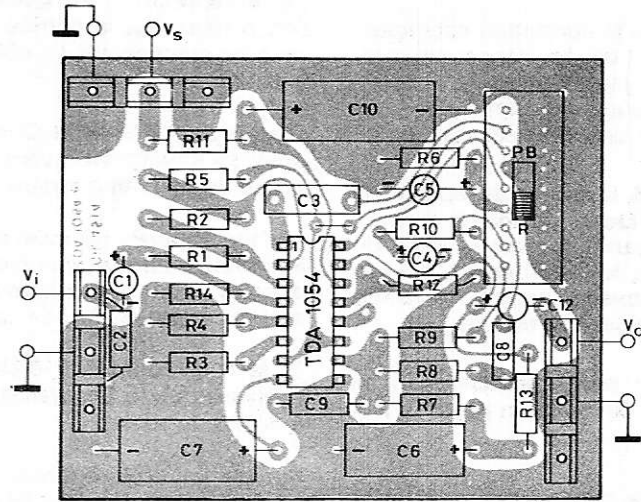 Vs
+ C10 -
R11
R6
PB
R5
- C5 +
C3
R2
R10
R
R1
1
+ C4 -
+
C1
-
Vi
TDA 1054
R12
R14
+ - C12
C2
R4
R9
C8
Vo
R3
R8
R13
C9
R7
- C7 +
- C6 +